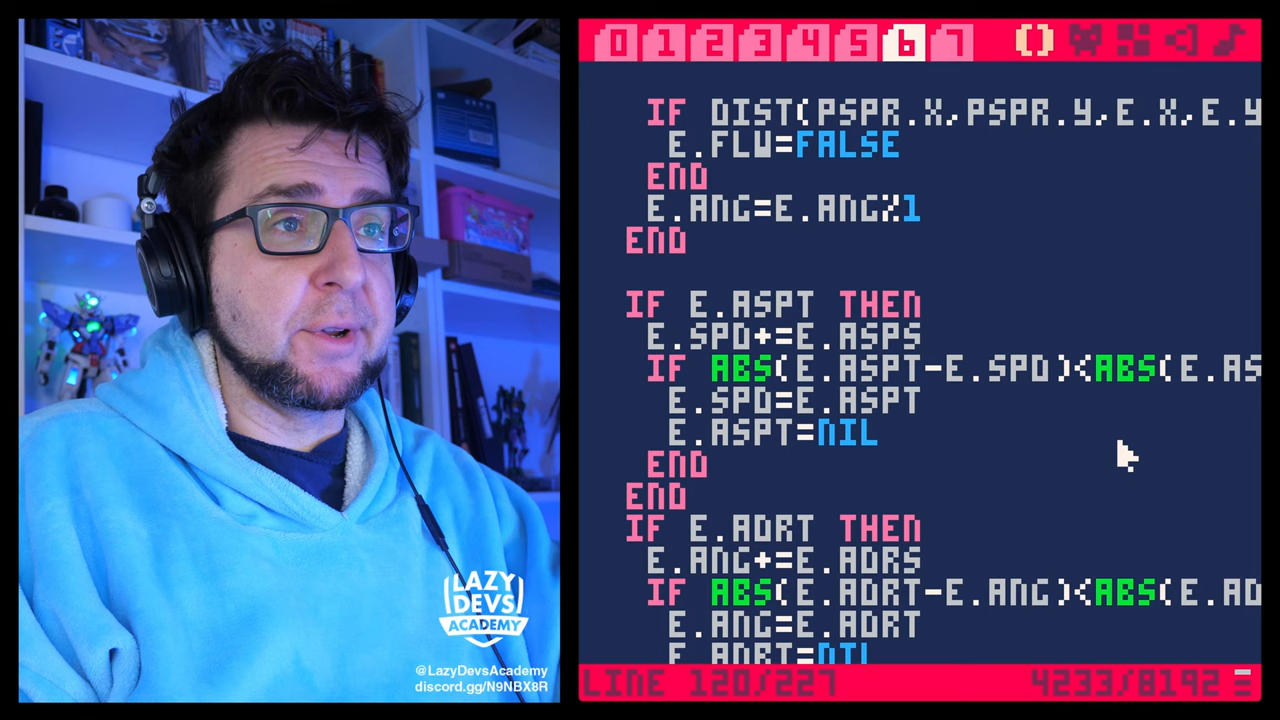 LAZY
DEVS
ACADEMY
@LazyDevsAcademy
discord.gg/N9NBX8R
0 1 2 3 4 5 6 7 ()
IF DIST(PSPR.X,PSPR.Y,E.X,E.Y
E.FLW=FALSE
END
E.ANG=E.ANG%1
END
IF E.ASPT THEN
E.SPD+=E.ASPS
IF ABS(E.ASPT-E.SPD)<ABS(E.AS
E.SPD=E.ASPT
E.ASPT=NIL
END
END
IF E.ADRT THEN
E.ANG+=E.ADRS
IF ABS(E.ADRT-E.ANG)<ABS(E.AD
E.ANG=E.ADRT
E.ADRT=NIL
LINE 120/227 4233/8192